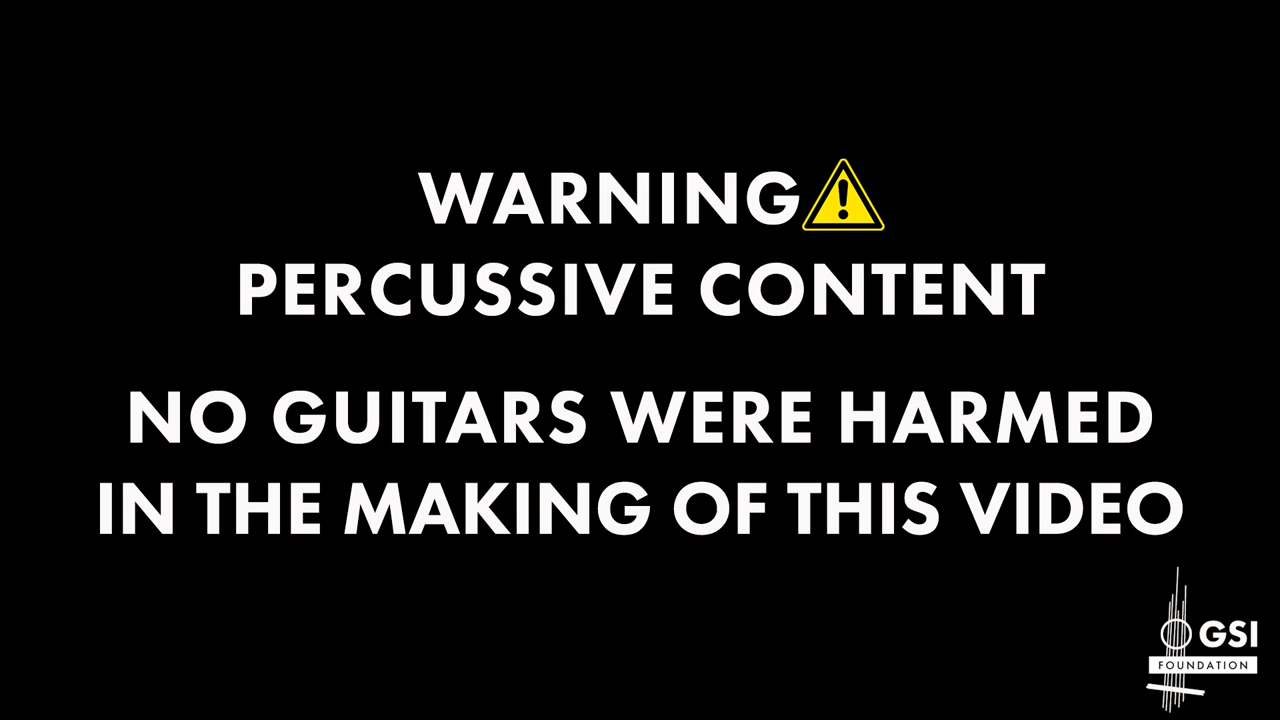 WARNING⚠
PERCUSSIVE CONTENT
NO GUITARS WERE HARMED
IN THE MAKING OF THIS VIDEO
GSI
FOUNDATION